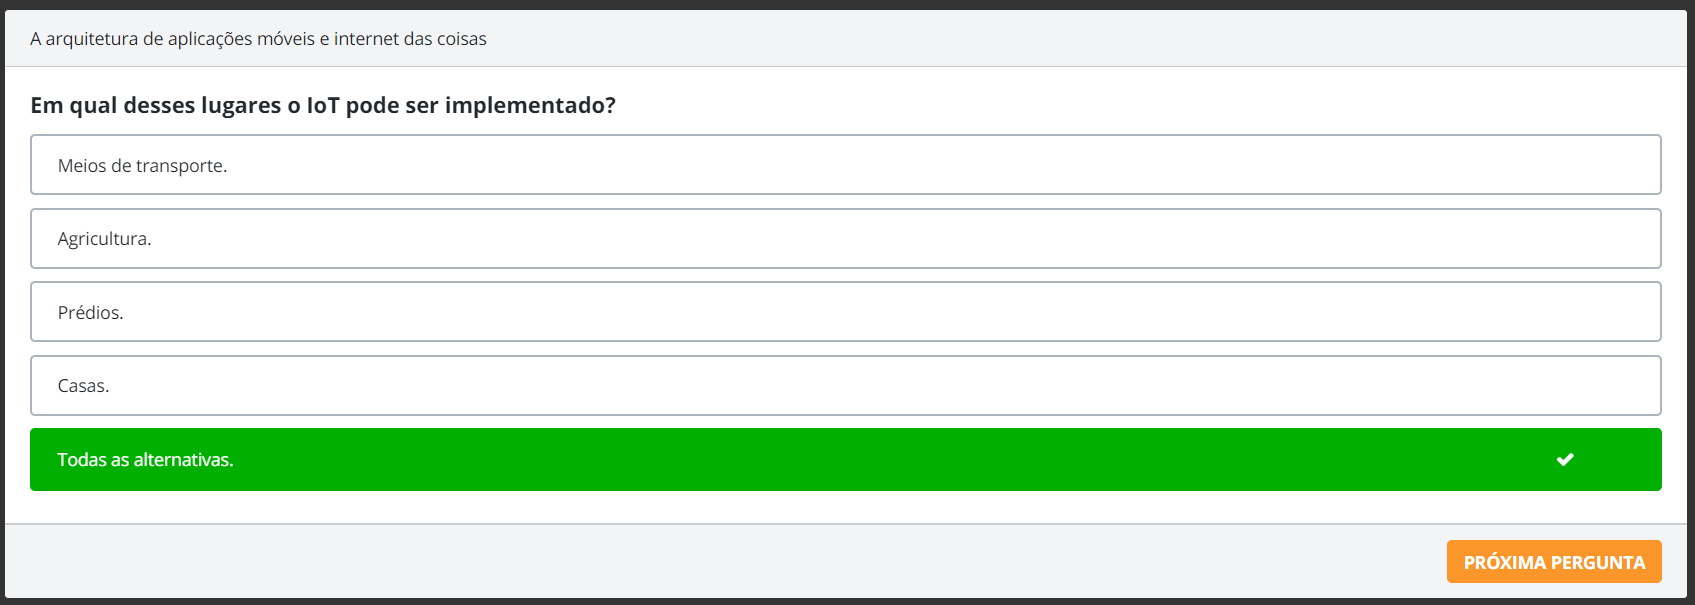 A arquitetura de aplicações móveis e internet das coisas
Em qual desses lugares o IoT pode ser implementado?
Meios de transporte.
Agricultura.
Prédios.
Casas.
Todas as alternativas.
PRÓXIMA PERGUNTA